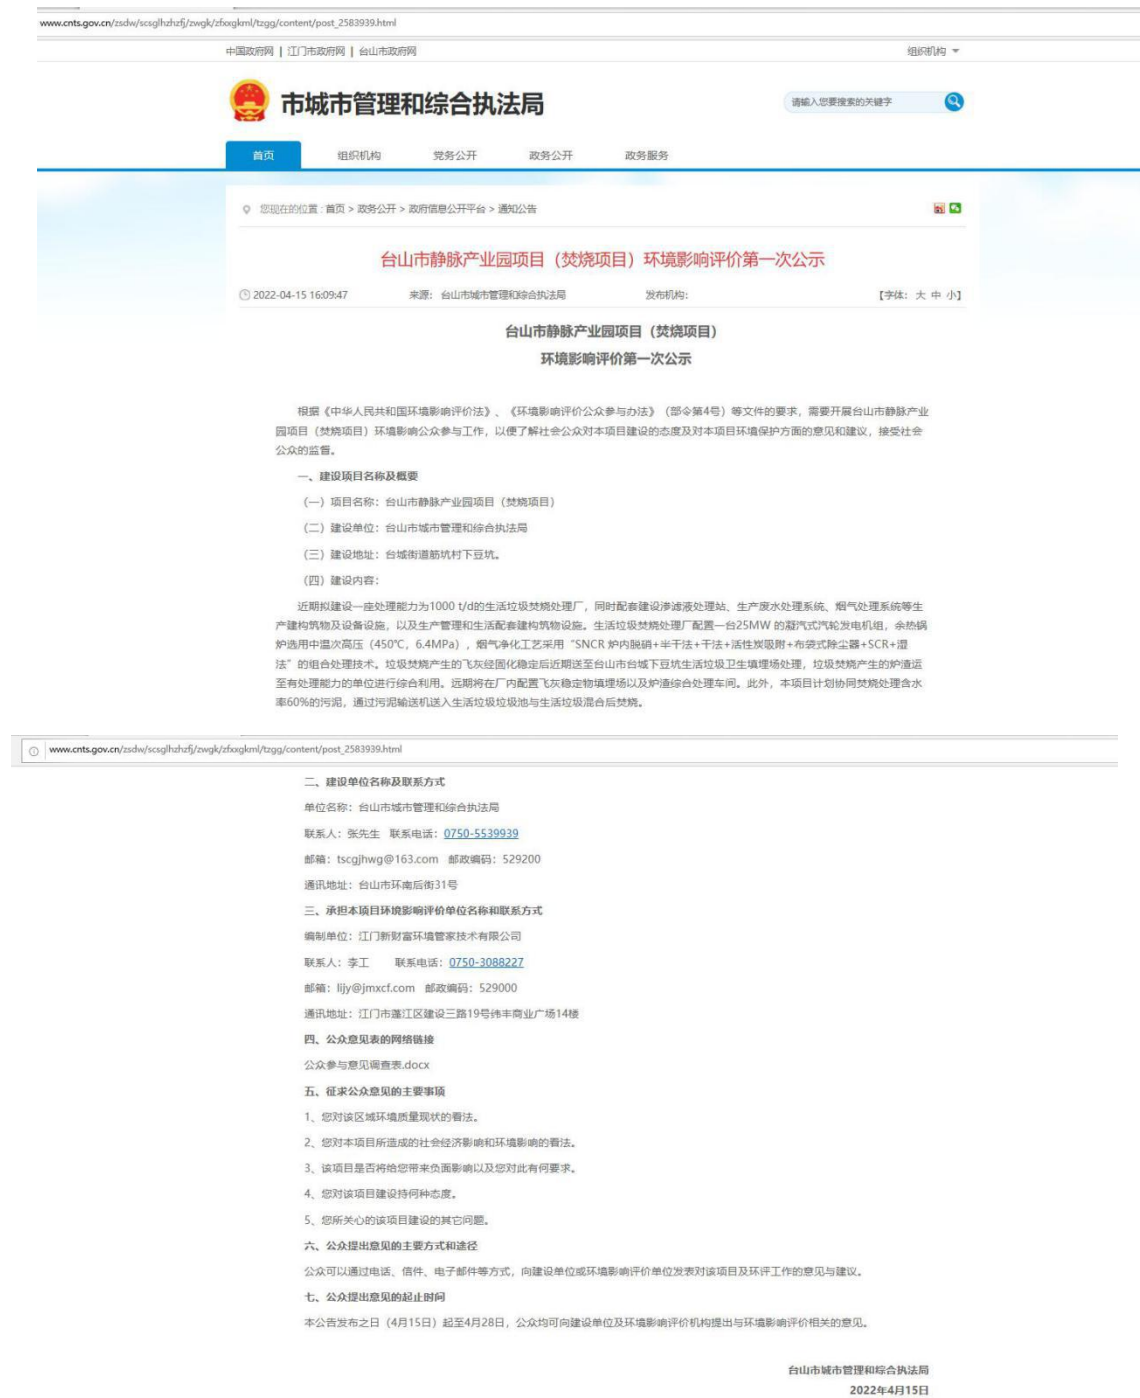 www.cnts.gov.cn/zsdw/scsglhzhzfj/zwgk/zfxxgkml/tzgg/content/post_2583939.html
中国政府网 | 江门市政府网 | 台山市政府网 组织机构
市城市管理和综合执法局
请输入您要搜索的关键字
首页 组织机构 党务公开 政务公开 政务服务
您现在的位置 : 首页 > 政务公开 > 政府信息公开平台 > 通知公告
台山市静脉产业园项目（焚烧项目）环境影响评价第一次公示
2022-04-15 16:09:47 来源： 台山市城市管理和综合执法局 发布机构： 【字体： 大 中 小】
台山市静脉产业园项目（焚烧项目）
环境影响评价第一次公示
根据《中华人民共和国环境影响评价法》、《环境影响评价公众参与办法》（部令第4号）等文件的要求，需要开展台山市静脉产业
园项目（焚烧项目）环境影响公众参与工作，以便了解社会公众对本项目建设的态度及对本项目环境保护方面的意见和建议，接受社会
公众的监督。
一、建设项目名称及概要
（一）项目名称：台山市静脉产业园项目（焚烧项目）
（二）建设单位：台山市城市管理和综合执法局
（三）建设地址：台城街道筋坑村下豆坑。
（四）建设内容：
近期拟建设一座处理能力为1000 t/d的生活垃圾焚烧处理厂，同时配套建设渗滤液处理站、生产废水处理系统、烟气处理系统等生
产建构筑物及设备设施，以及生产管理和生活配套建构筑物设施。生活垃圾焚烧处理厂配置一台25MW 的凝汽式汽轮发电机组，余热锅
炉选用中温次高压（450℃，6.4MPa），烟气净化工艺采用“SNCR 炉内脱硝+半干法+干法+活性炭吸附+布袋式除尘器+SCR+湿
法”的组合处理技术。垃圾焚烧产生的飞灰经固化稳定后近期送至台山市台城下豆坑生活垃圾卫生填埋场处理，垃圾焚烧产生的炉渣运
至有处理能力的单位进行综合利用。远期将在厂内配置飞灰稳定物填埋场以及炉渣综合处理车间。此外，本项目计划协同焚烧处理含水
率60%的污泥，通过污泥输送机送入生活垃圾垃圾池与生活垃圾混合后焚烧。
www.cnts.gov.cn/zsdw/scsglhzhzfj/zwgk/zfxxgkml/tzgg/content/post_2583939.html
二、建设单位名称及联系方式
单位名称：台山市城市管理和综合执法局
联系人：张先生 联系电话：0750-5539939
邮箱：tscgjhwg@163.com 邮政编码：529200
通讯地址：台山市环南后街31号
三、承担本项目环境影响评价单位名称和联系方式
编制单位：江门新财富环境管家技术有限公司
联系人：李工 联系电话：0750-3088227
邮箱：lijy@jmxcf.com 邮政编码：529000
通讯地址：江门市蓬江区建设三路19号纬丰商业广场14楼
四、公众意见表的网络链接
公众参与意见调查表.docx
五、征求公众意见的主要事项
1、您对该区域环境质量现状的看法。
2、您对本项目所造成的社会经济影响和环境影响的看法。
3、该项目是否将给您带来负面影响以及您对此有何要求。
4、您对该项目建设持何种态度。
5、您所关心的该项目建设的其它问题。
六、公众提出意见的主要方式和途径
公众可以通过电话、信件、电子邮件等方式，向建设单位或环境影响评价单位发表对该项目及环评工作的意见与建议。
七、公众提出意见的起止时间
本公告发布之日（4月15日）起至4月28日，公众均可向建设单位及环境影响评价机构提出与环境影响评价相关的意见。
台山市城市管理和综合执法局
2022年4月15日